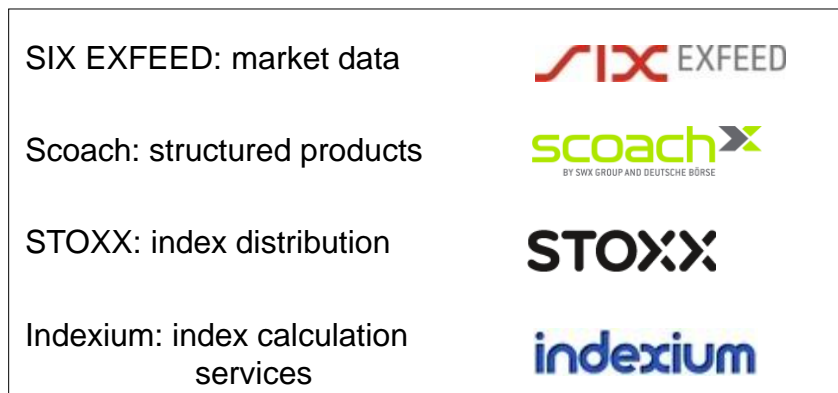 SIX EXFEED: market data
SIX EXFEED
Scoach: structured products
scoach
BY SWX GROUP AND DEUTSCHE BÖRSE
STOXX: index distribution
STOXX
Indexium: index calculation
services
indexium